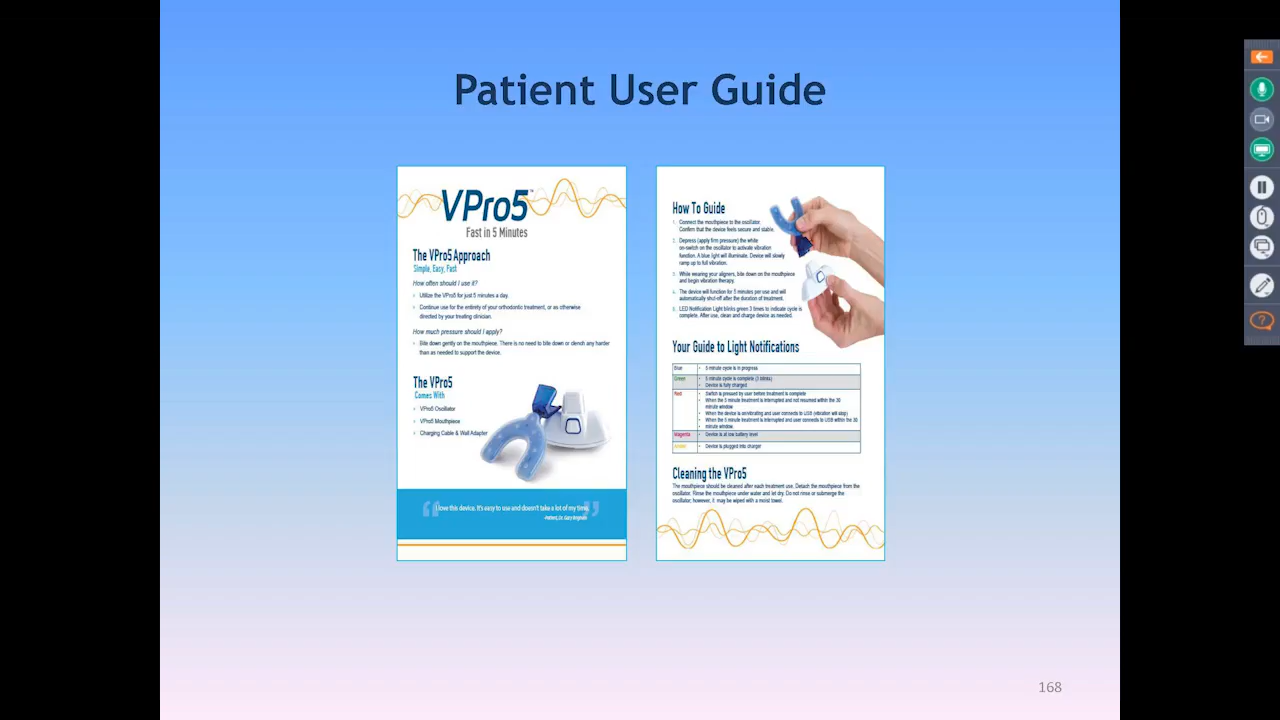 Patient User Guide
VPro5™
Fast in 5 Minutes
The VPro5 Approach
Simple, Easy, Fast
How often should I use it?
• Utilize the VPro5 for just 5 minutes a day.
• Continue use for the entirety of your orthodontic treatment, or as otherwise
directed by your treating clinician.
How much pressure should I apply?
• Bite down gently on the mouthpiece. There is no need to bite down or clench any harder
than as needed to support the device.
The VPro5
Comes With
• VPro5 Oscillator
• VPro5 Mouthpiece
• Charging Cable & Wall Adapter
“I love this device. It's easy to use and doesn't take a lot of my time.”
-Patient, Dr. Gary
How To Guide
1. Connect the mouthpiece to the oscillator.
Confirm that the device feels secure and stable.
2. Depress (apply firm pressure) the white
on-switch on the oscillator to activate vibration
function. A blue light will illuminate. Device will slowly
ramp up to full vibration.
3. While wearing your aligners, bite down on the mouthpiece
and begin vibration therapy.
4. The device will function for 5 minutes per use and will
automatically shut-off after the duration of treatment.
5. LED Notification Light blinks green 3 times to indicate cycle is
complete. After use, clean and charge device as needed.
Your Guide to Light Notifications
Blue • 5 minute cycle is in progress
Green • 5 minute cycle is complete (3 blinks)
• Device is fully charged
Red • Switch is pressed by user before treatment is complete
• When the 5 minute treatment is interrupted and not resumed within the 30
minute window
• When the device is vibrating and user connects to USB (vibration will stop)
• When the 5 minute treatment is interrupted and user connects to USB within the 30
• minute window.
Magenta • Device is at low battery level
Amber • Device is plugged into charger
Cleaning the VPro5
The mouthpiece should be cleaned after each treatment use. Detach the mouthpiece from the
oscillator. Rinse the mouthpiece under water and let dry. Do not rinse or submerge the
oscillator; however, it may be wiped with a moist towel.
168